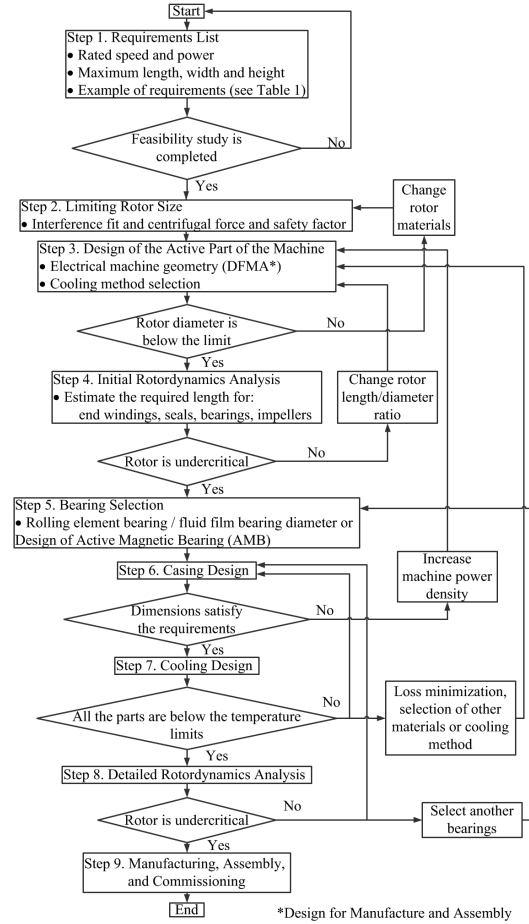 Start
Step 1. Requirements List
● Rated speed and power
● Maximum length, width and height
● Example of requirements (see Table 1)
Feasibility study is
completed
No
Yes
Change
rotor
materials
Step 2. Limiting Rotor Size
● Interference fit and centrifugal force and safety factor
Step 3. Design of the Active Part of the Machine
● Electrical machine geometry (DFMA*)
● Cooling method selection
Rotor diameter is
below the limit
No
Yes
Step 4. Initial Rotordynamics Analysis
● Estimate the required length for:
end windings, seals, bearings, impellers
Change rotor
length/diameter
ratio
Rotor is undercritical
No
Yes
Step 5. Bearing Selection
● Rolling element bearing / fluid film bearing diameter or
Design of Active Magnetic Bearing (AMB)
Step 6. Casing Design
Increase
machine power
density
Dimensions satisfy
the requirements
No
Yes
Step 7. Cooling Design
All the parts are below the temperature
limits
No
Yes
Loss minimization,
selection of other
materials or cooling
method
Step 8. Detailed Rotordynamics Analysis
Rotor is undercritical
No
Yes
Select another
bearings
Step 9. Manufacturing, Assembly,
and Commissioning
End
*Design for Manufacture and Assembly